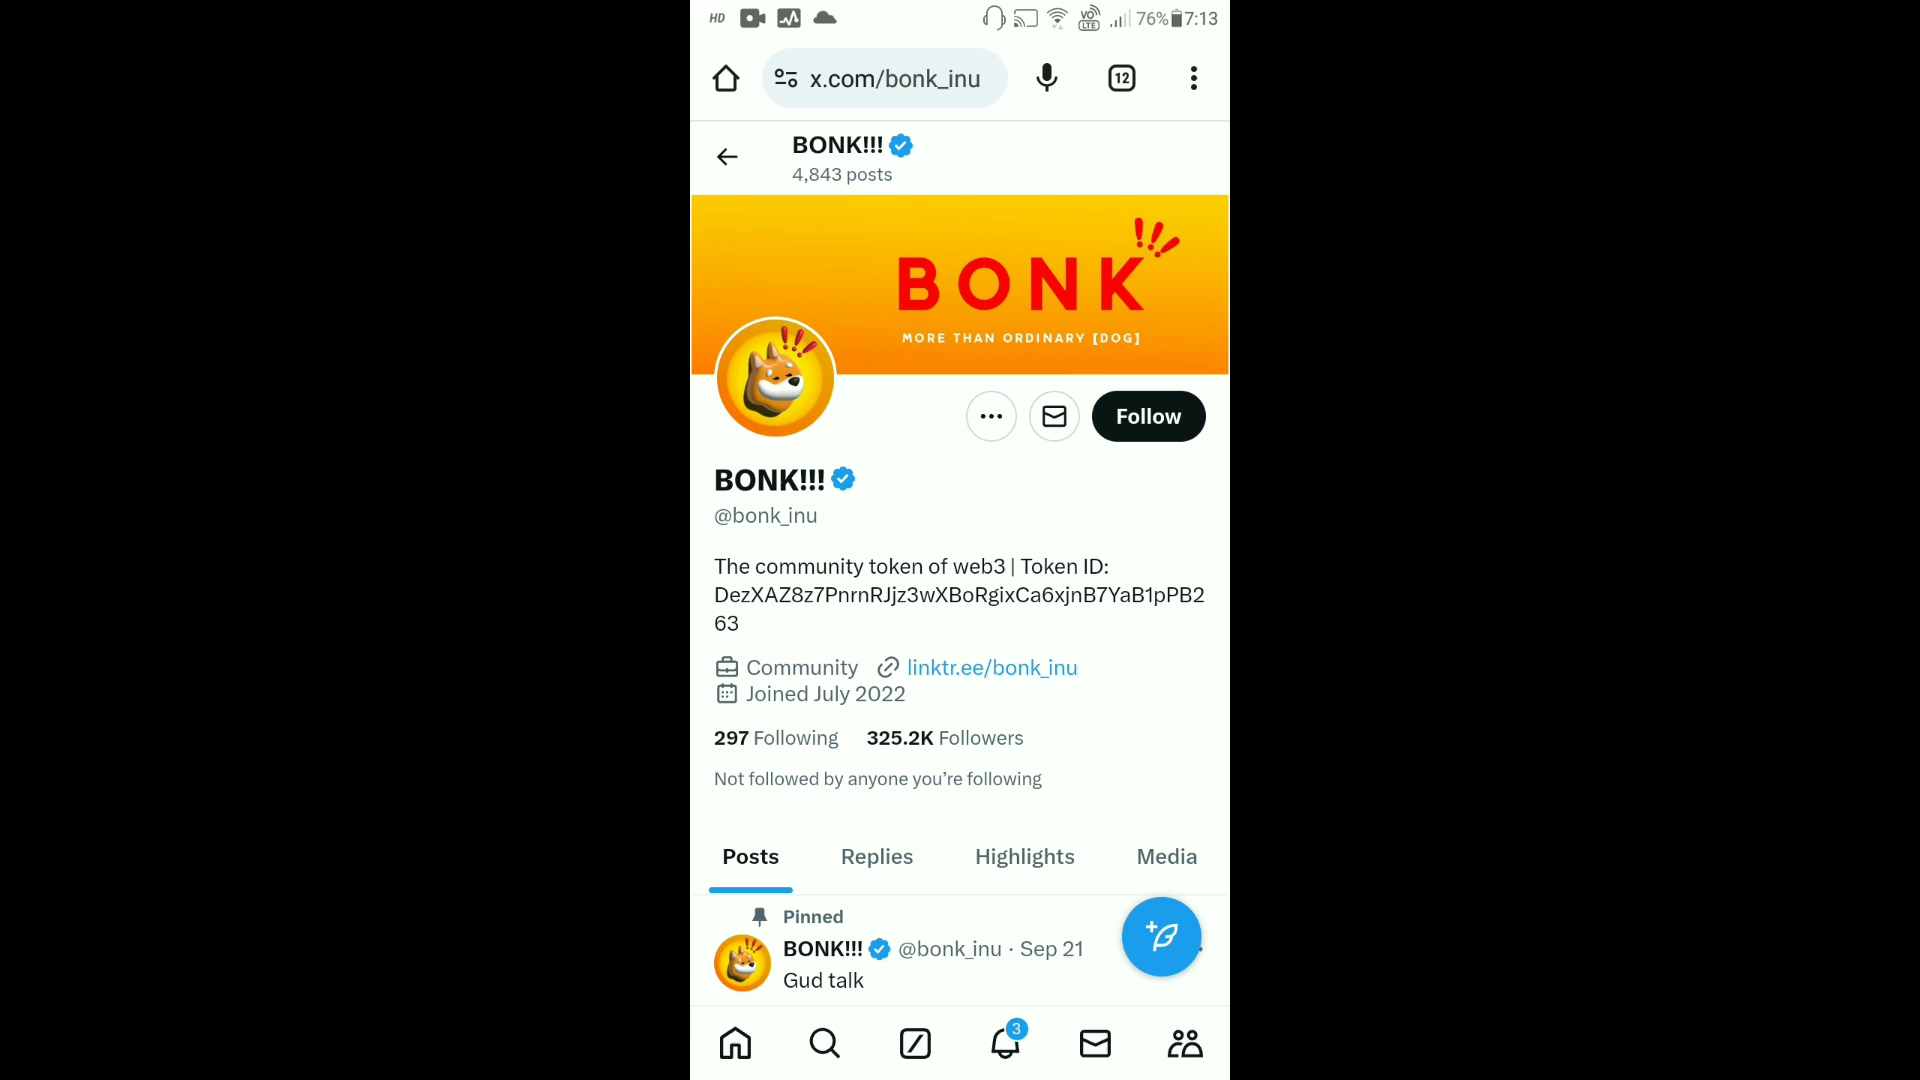 HD VO LTE 76% 7:13
x.com/bonk_inu 12
BONK!!!
4,843 posts
BONK!!!
MORE THAN ORDINARY [DOG]
Follow
BONK!!!
@bonk_inu
The community token of web3 | Token ID:
DezXAZ8z7PnrnRJjz3wXBoRgixCa6xjnB7YaB1pPB2
63
Community linktr.ee/bonk_inu
Joined July 2022
297 Following 325.2K Followers
Not followed by anyone you’re following
Posts Replies Highlights Media
Pinned
BONK!!! @bonk_inu · Sep 21
Gud talk
3